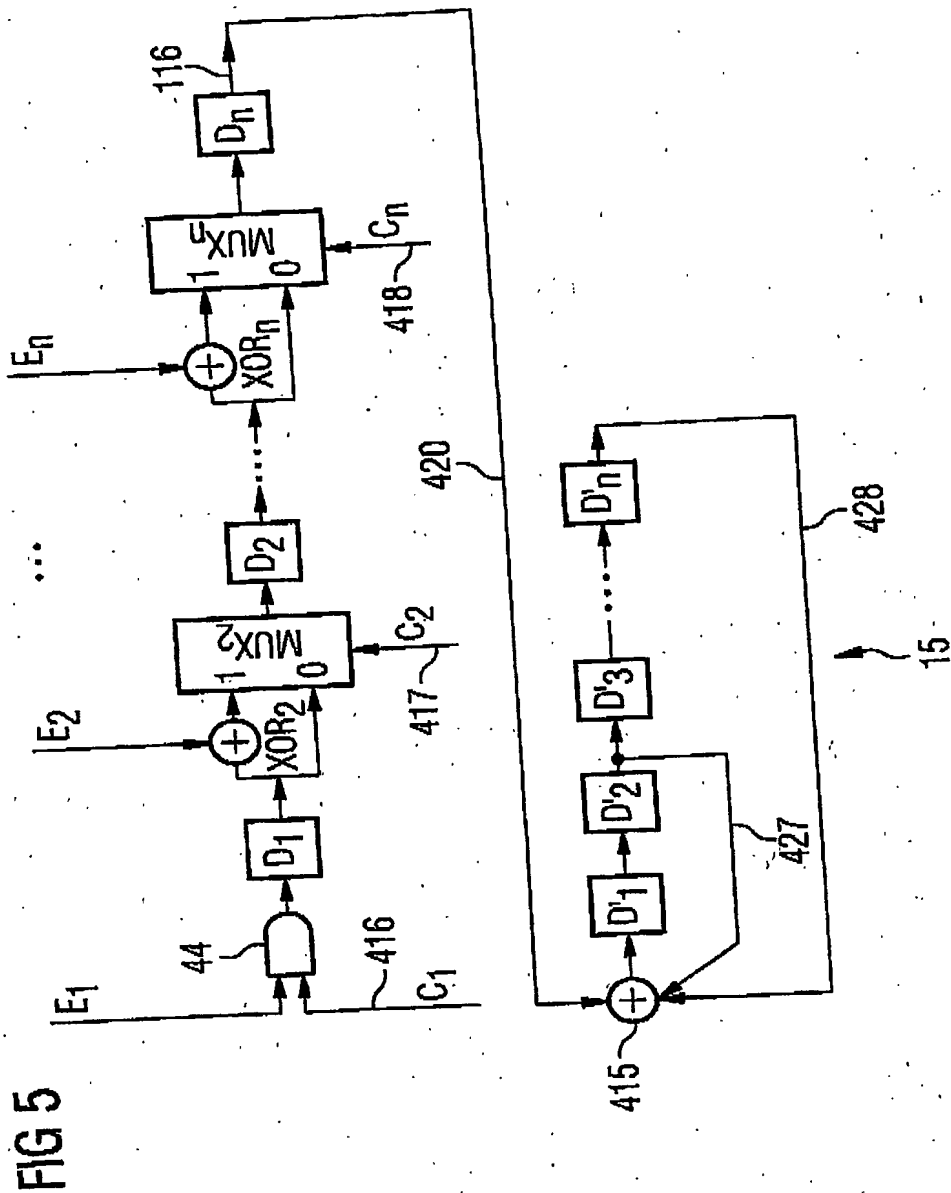 FIG 5
E1
E2
...
En
44
D1
XOR2
1
0
MUX2
D2
....
XORn
1
0
MUXn
Dn
116
416
C1
417
C2
418
Cn
420
415
D'1
D'2
D'3
....
D'n
427
428
15